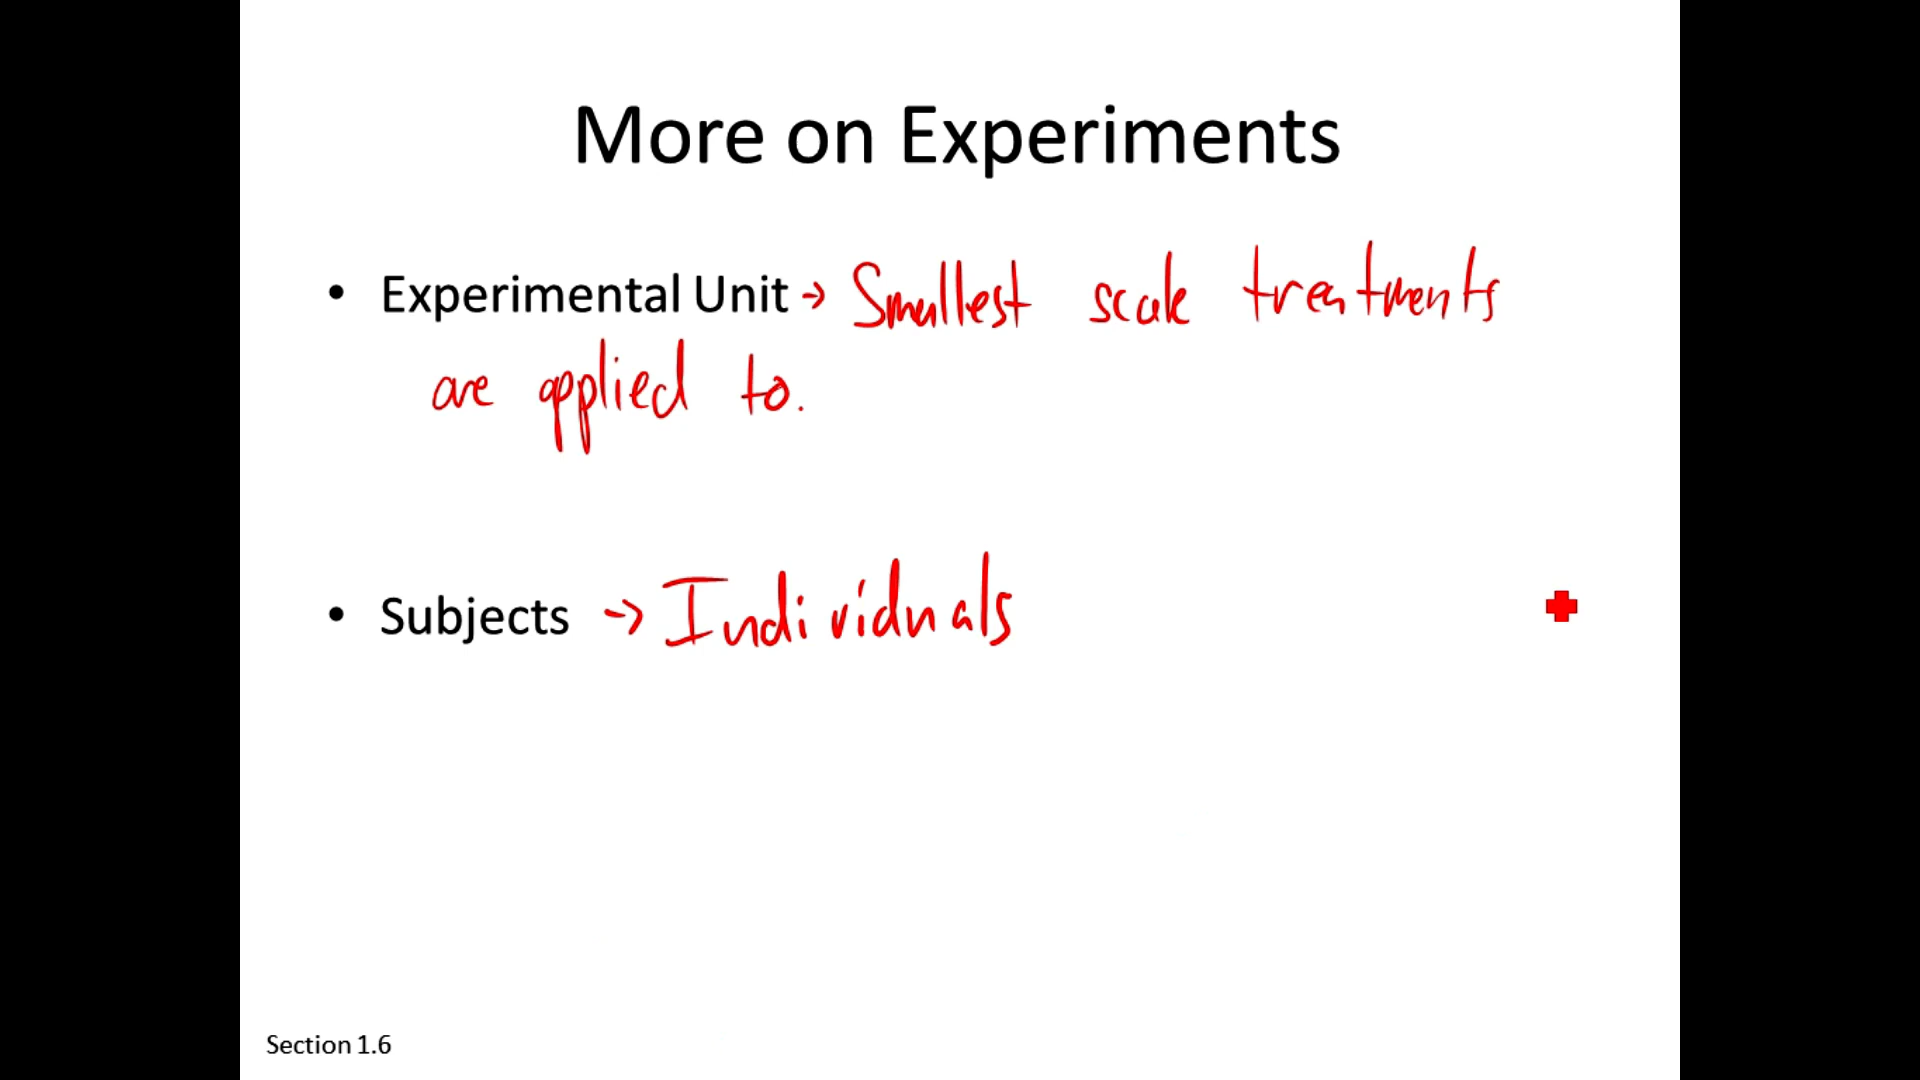 More on Experiments
• Experimental Unit → Smallest scale treatments
are applied to.
• Subjects → Individuals
Section 1.6